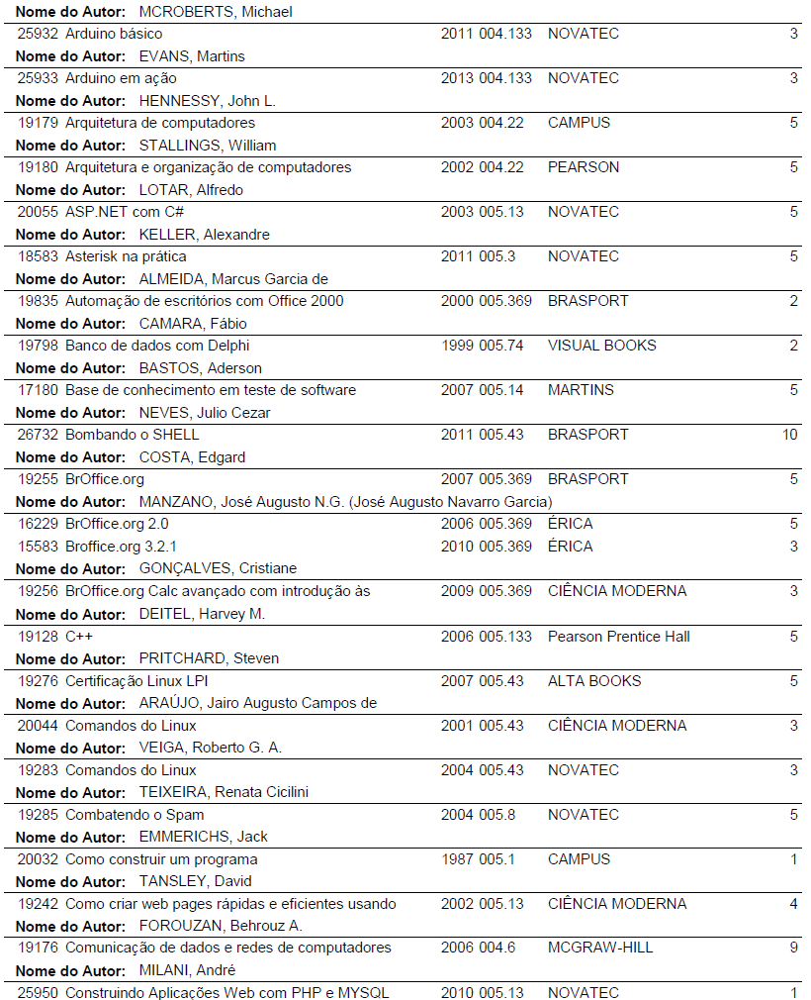 Nome do Autor: MCROBERTS, Michael
25932 Arduino básico 2011 004.133 NOVATEC 3
Nome do Autor: EVANS, Martins
25933 Arduino em ação 2013 004.133 NOVATEC 3
Nome do Autor: HENNESSY, John L.
19179 Arquitetura de computadores 2003 004.22 CAMPUS 5
Nome do Autor: STALLINGS, William
19180 Arquitetura e organização de computadores 2002 004.22 PEARSON 5
Nome do Autor: LOTAR, Alfredo
20055 ASP.NET com C# 2003 005.13 NOVATEC 5
Nome do Autor: KELLER, Alexandre
18583 Asterisk na prática 2011 005.3 NOVATEC 5
Nome do Autor: ALMEIDA, Marcus Garcia de
19835 Automação de escritórios com Office 2000 2000 005.369 BRASPORT 2
Nome do Autor: CAMARA, Fábio
19798 Banco de dados com Delphi 1999 005.74 VISUAL BOOKS 2
Nome do Autor: BASTOS, Aderson
17180 Base de conhecimento em teste de software 2007 005.14 MARTINS 5
Nome do Autor: NEVES, Julio Cezar
26732 Bombando o SHELL 2011 005.43 BRASPORT 10
Nome do Autor: COSTA, Edgard
19255 BrOffice.org 2007 005.369 BRASPORT 5
Nome do Autor: MANZANO, José Augusto N.G. (José Augusto Navarro Garcia)
16229 BrOffice.org 2.0 2006 005.369 ÉRICA 5
15583 Broffice.org 3.2.1 2010 005.369 ÉRICA 3
Nome do Autor: GONÇALVES, Cristiane
19256 BrOffice.org Calc avançado com introdução às 2009 005.369 CIÊNCIA MODERNA 3
Nome do Autor: DEITEL, Harvey M.
19128 C++ 2006 005.133 Pearson Prentice Hall 5
Nome do Autor: PRITCHARD, Steven
19276 Certificação Linux LPI 2007 005.43 ALTA BOOKS 5
Nome do Autor: ARAÚJO, Jairo Augusto Campos de
20044 Comandos do Linux 2001 005.43 CIÊNCIA MODERNA 3
Nome do Autor: VEIGA, Roberto G. A.
19283 Comandos do Linux 2004 005.43 NOVATEC 3
Nome do Autor: TEIXEIRA, Renata Cicilini
19285 Combatendo o Spam 2004 005.8 NOVATEC 5
Nome do Autor: EMMERICHS, Jack
20032 Como construir um programa 1987 005.1 CAMPUS 1
Nome do Autor: TANSLEY, David
19242 Como criar web pages rápidas e eficientes usando 2002 005.13 CIÊNCIA MODERNA 4
Nome do Autor: FOROUZAN, Behrouz A.
19176 Comunicação de dados e redes de computadores 2006 004.6 MCGRAW-HILL 9
Nome do Autor: MILANI, André
25950 Construindo Aplicações Web com PHP e MYSQL 2010 005.13 NOVATEC 1